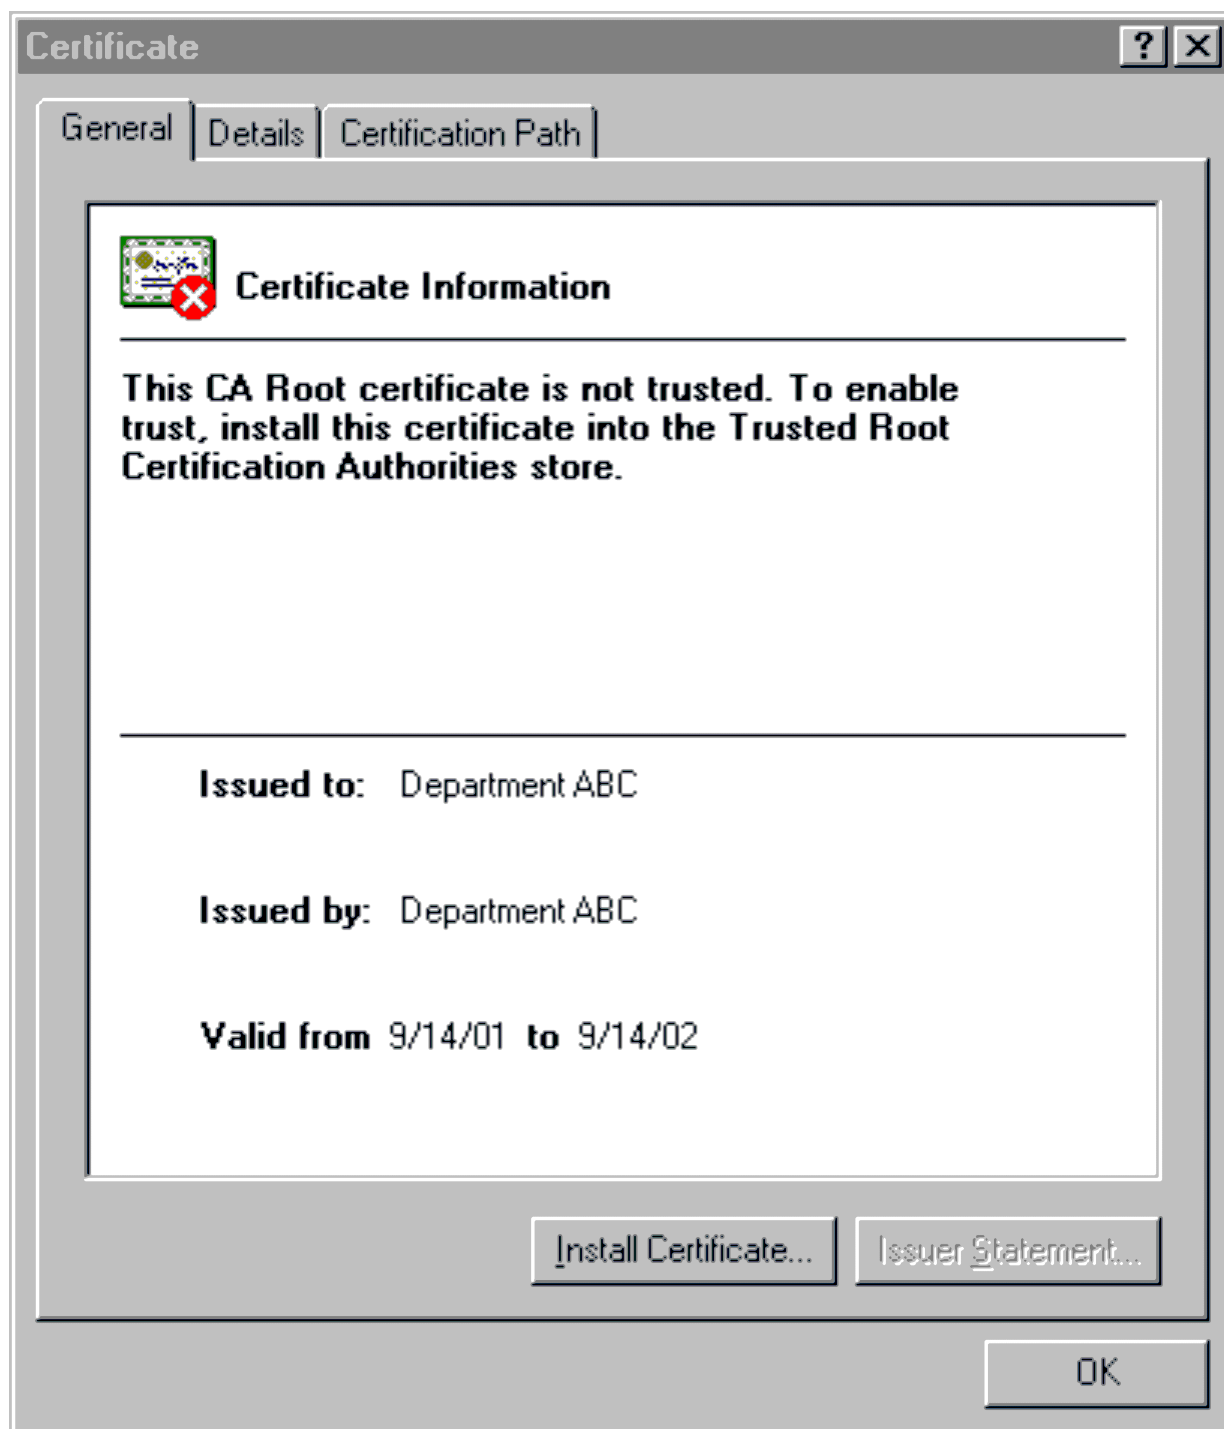 Certificate
General Details Certification Path
Certificate Information
This CA Root certificate is not trusted. To enable
trust, install this certificate into the Trusted Root
Certification Authorities store.
Issued to: Department ABC
Issued by: Department ABC
Valid from 9/14/01 to 9/14/02
Install Certificate... Issuer Statement...
OK